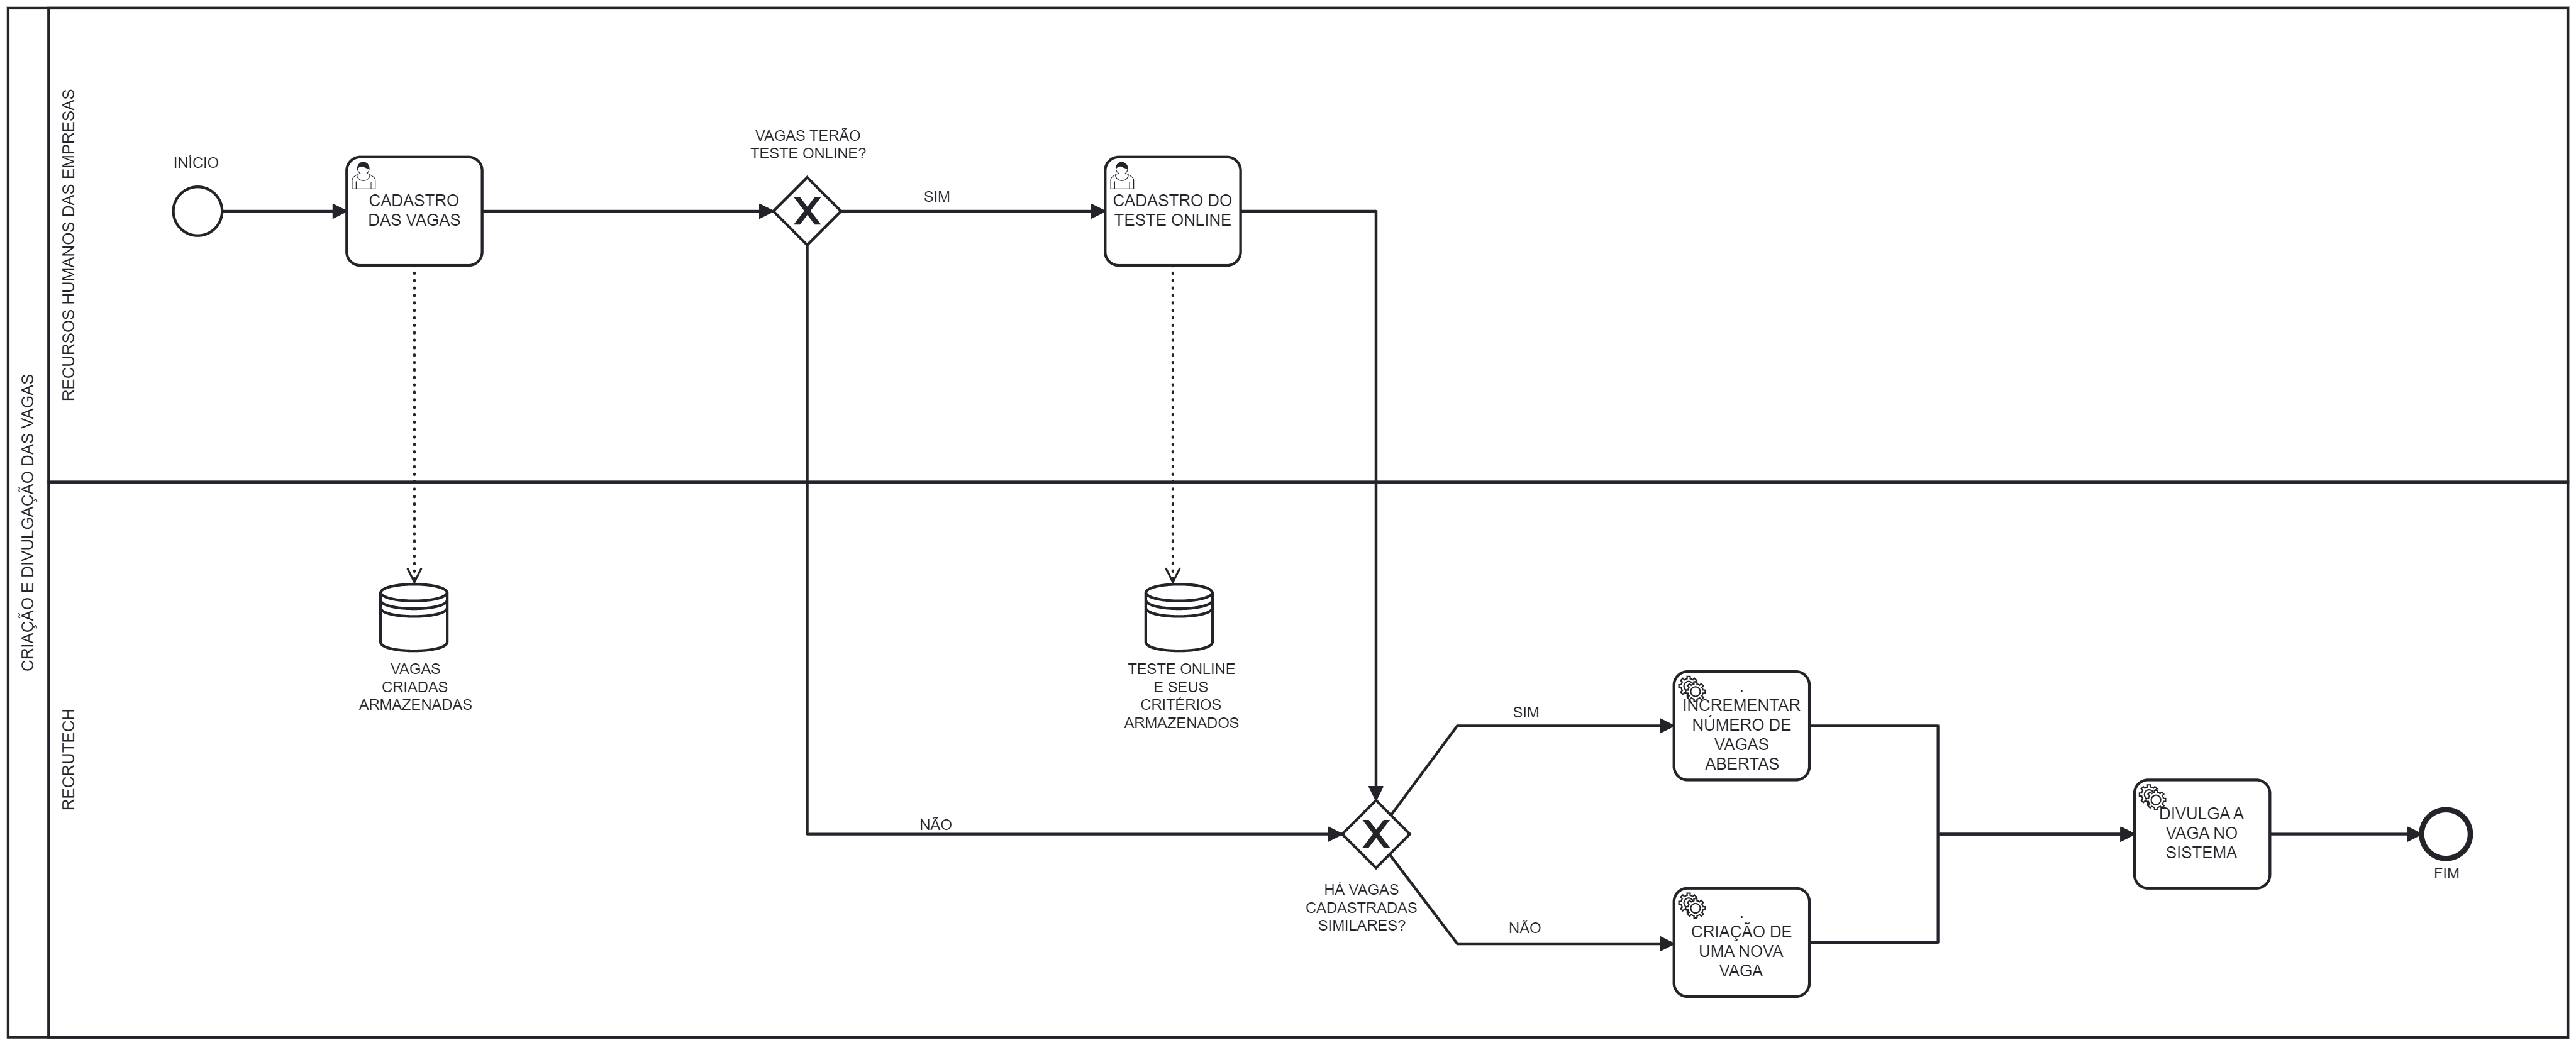 CRIAÇÃO E DIVULGAÇÃO DAS VAGAS
RECURSOS HUMANOS DAS EMPRESAS
INÍCIO
CADASTRO
DAS VAGAS
VAGAS TERÃO
TESTE ONLINE?
SIM
CADASTRO DO
TESTE ONLINE
RECRUTECH
VAGAS
CRIADAS
ARMAZENADAS
TESTE ONLINE
E SEUS
CRITÉRIOS
ARMAZENADOS
NÃO
HÁ VAGAS
CADASTRADAS
SIMILARES?
SIM
.
INCREMENTAR
NÚMERO DE
VAGAS
ABERTAS
NÃO
.
CRIAÇÃO DE
UMA NOVA
VAGA
DIVULGA A
VAGA NO
SISTEMA
FIM